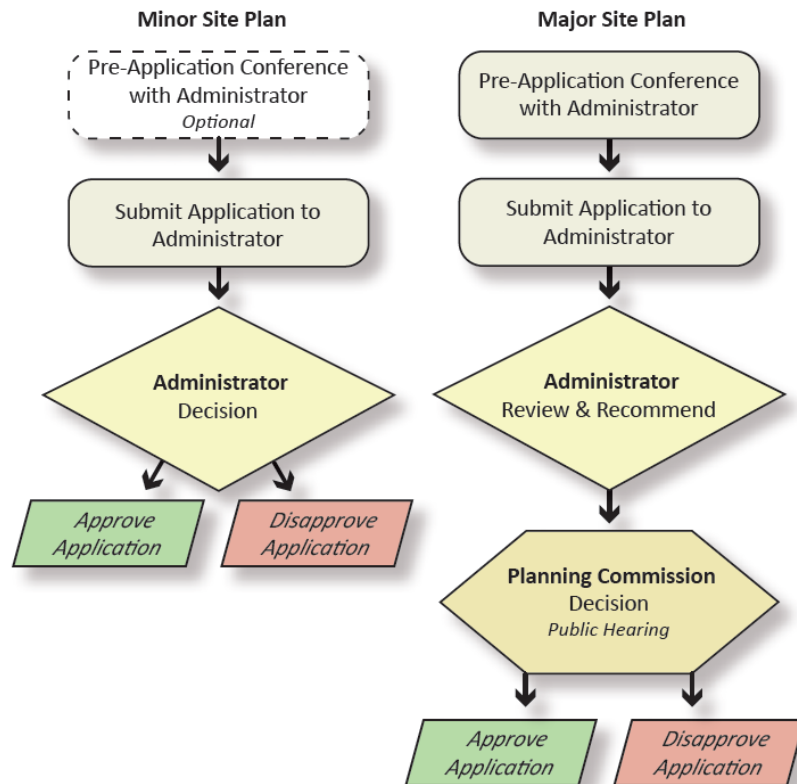 Minor Site Plan
Pre-Application Conference
with Administrator
Optional
Submit Application to
Administrator
Administrator
Decision
Approve
Application
Disapprove
Application
Major Site Plan
Pre-Application Conference
with Administrator
Submit Application to
Administrator
Administrator
Review & Recommend
Planning Commission
Decision
Public Hearing
Approve
Application
Disapprove
Application